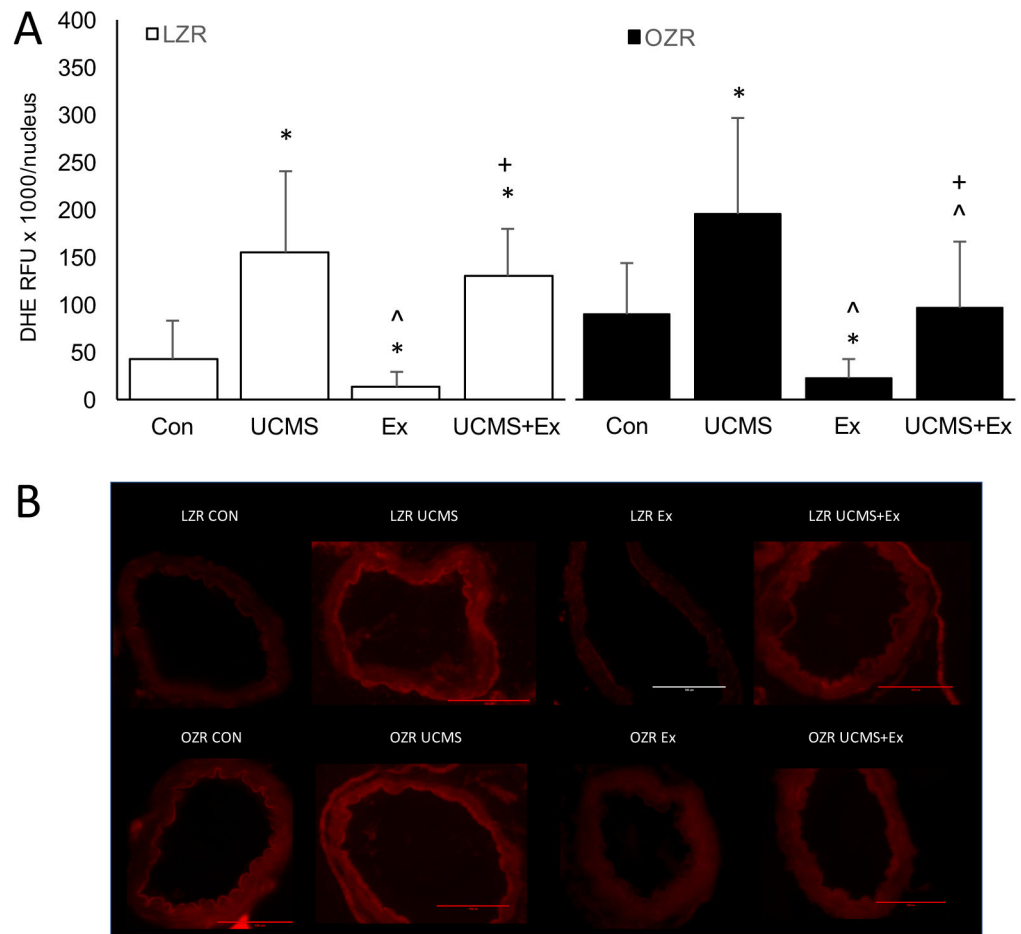 A
LZR
OZR
DHE RFU x 1000/nucleus
400
350
300
250
200
150
100
50
0
*
+
*
^
*
*
+
^
^
*
Con UCMS Ex UCMS+Ex Con UCMS Ex UCMS+Ex
B
LZR CON LZR UCMS LZR Ex LZR UCMS+Ex
OZR CON OZR UCMS OZR Ex OZR UCMS+Ex